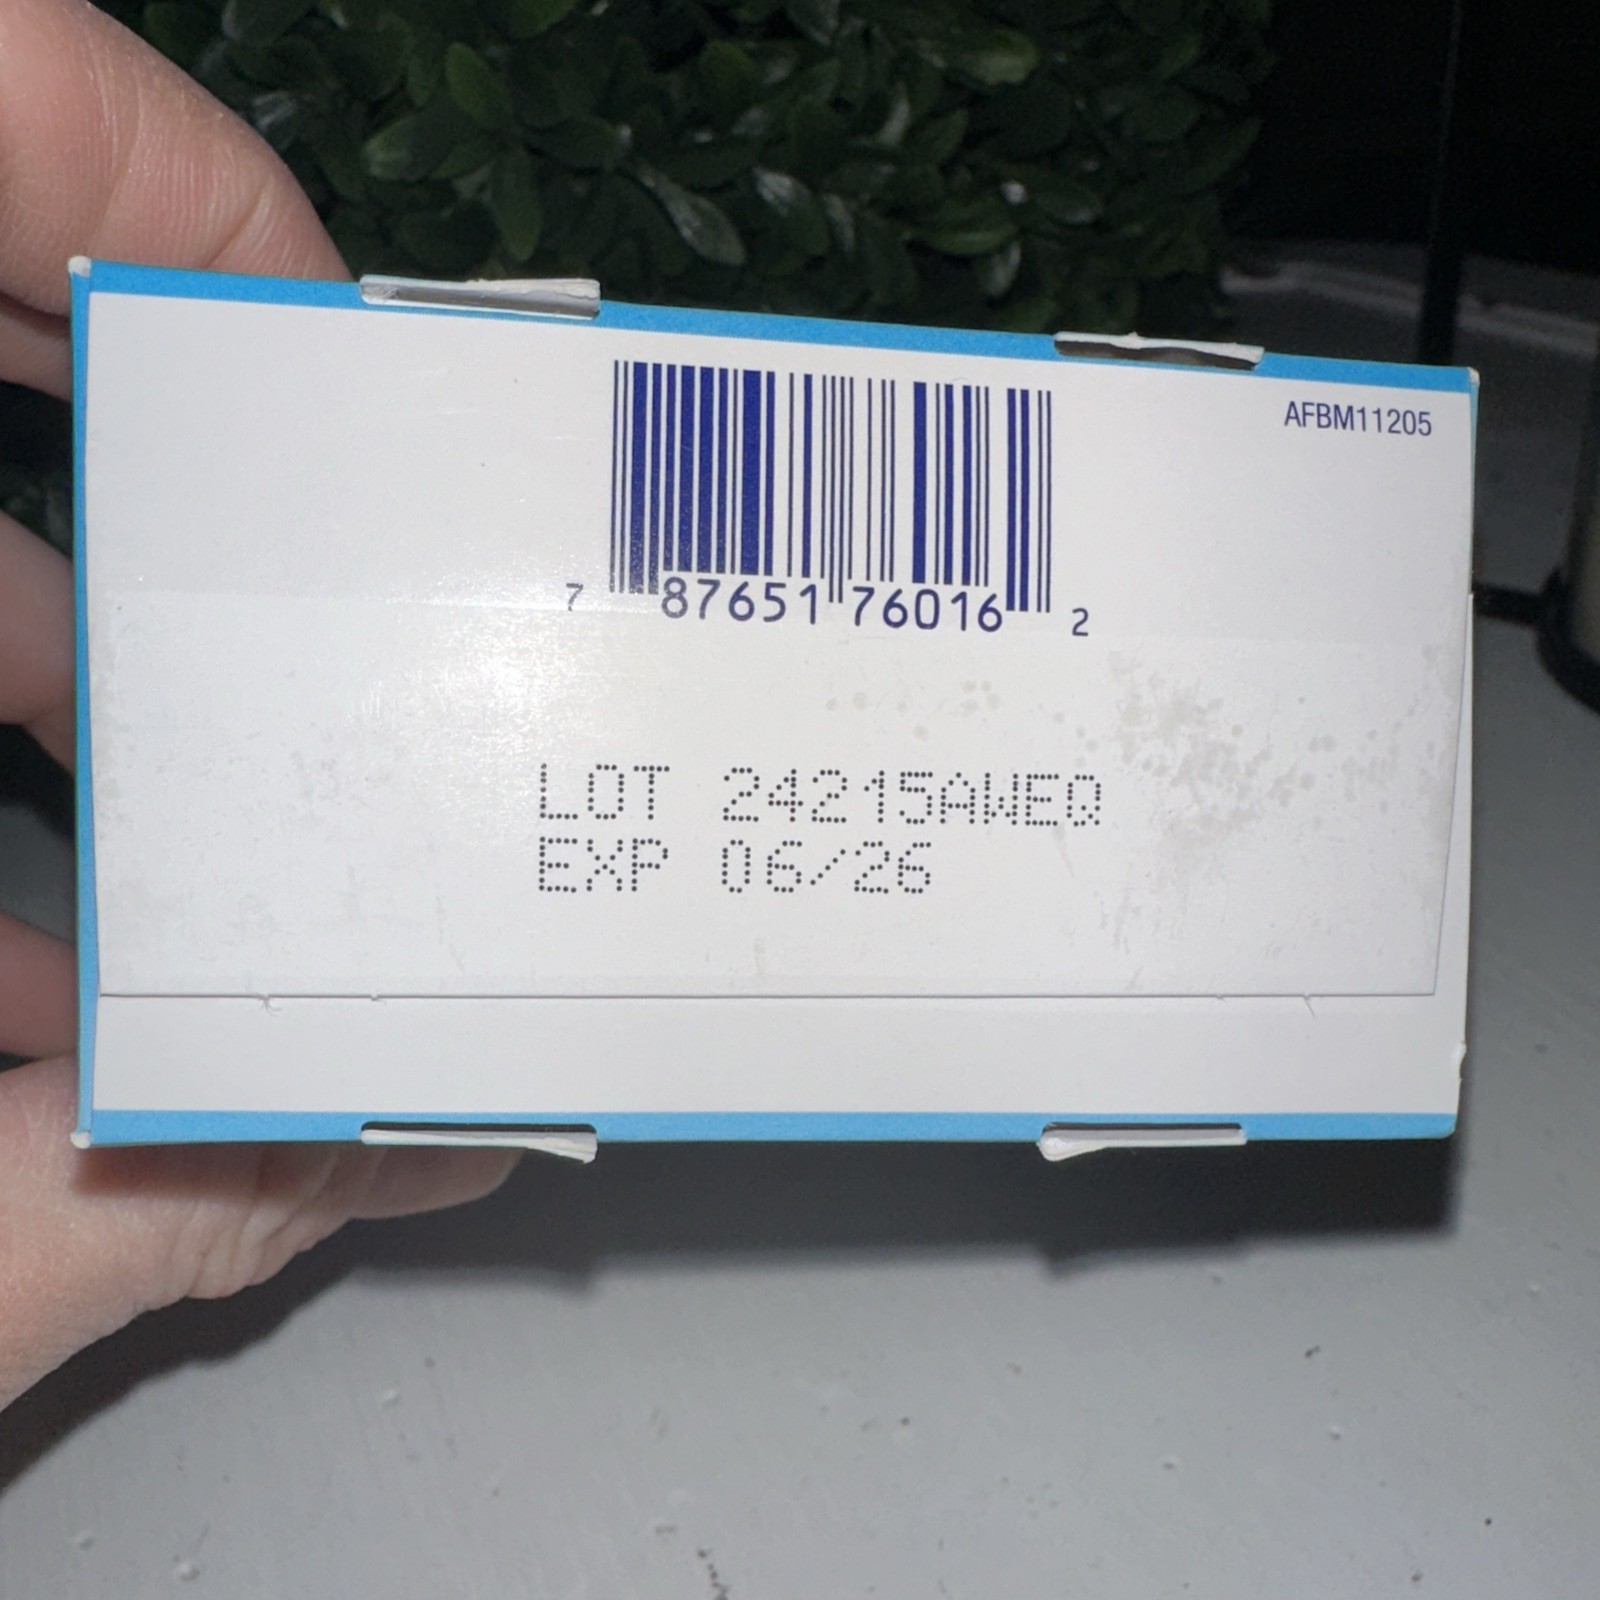 AFBM11205
7 87651 76016 2
LOT 24215AWEQ
EXP 06/26